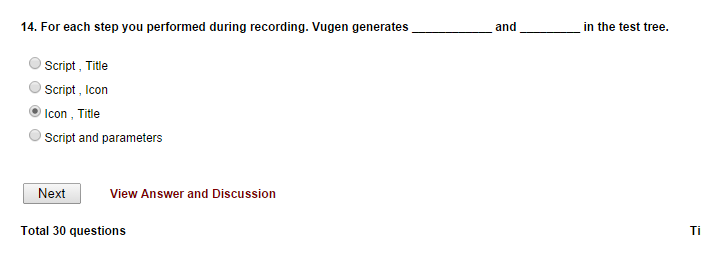 14. For each step you performed during recording. Vugen generates ____________ and _________ in the test tree.
Script , Title
Script , Icon
Icon , Title
Script and parameters
Next View Answer and Discussion
Total 30 questions Ti